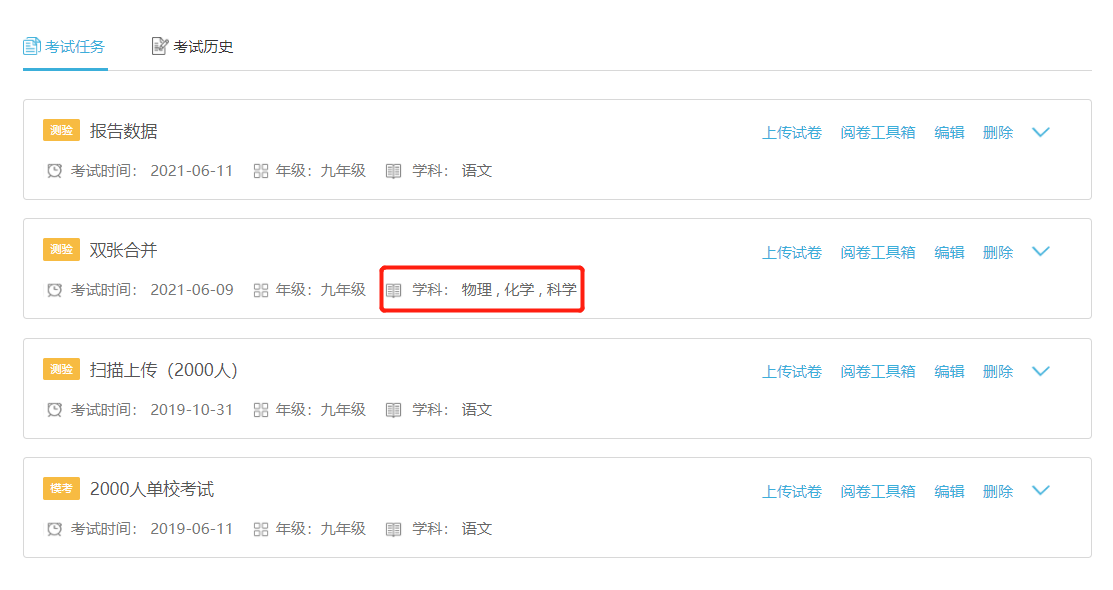 考试任务 考试历史
测验 报告数据 上传试卷 阅卷工具箱 编辑 删除
考试时间： 2021-06-11 年级：九年级 学科： 语文
测验 双张合并 上传试卷 阅卷工具箱 编辑 删除
考试时间： 2021-06-09 年级：九年级 学科： 物理 , 化学 , 科学
测验 扫描上传（2000人） 上传试卷 阅卷工具箱 编辑 删除
考试时间： 2019-10-31 年级：九年级 学科： 语文
模考 2000人单校考试 上传试卷 阅卷工具箱 编辑 删除
考试时间： 2019-06-11 年级：九年级 学科： 语文